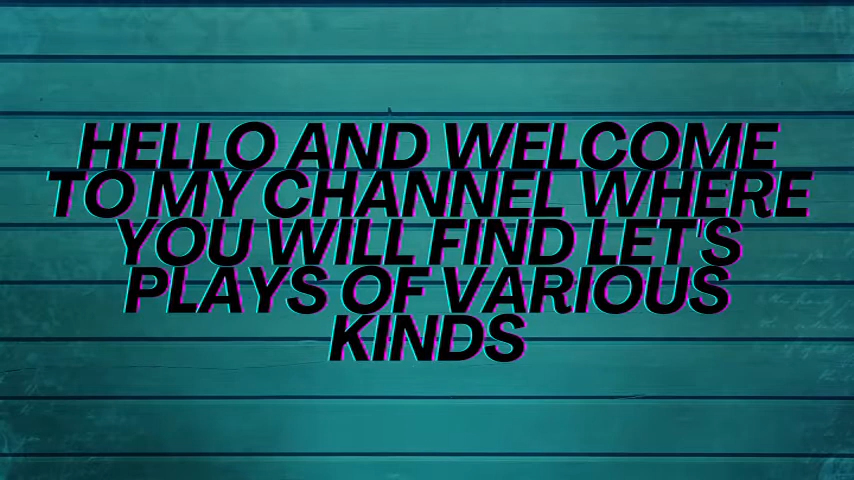 HELLO AND WELCOME
TO MY CHANNEL WHERE
YOU WILL FIND LET'S
PLAYS OF VARIOUS
KINDS